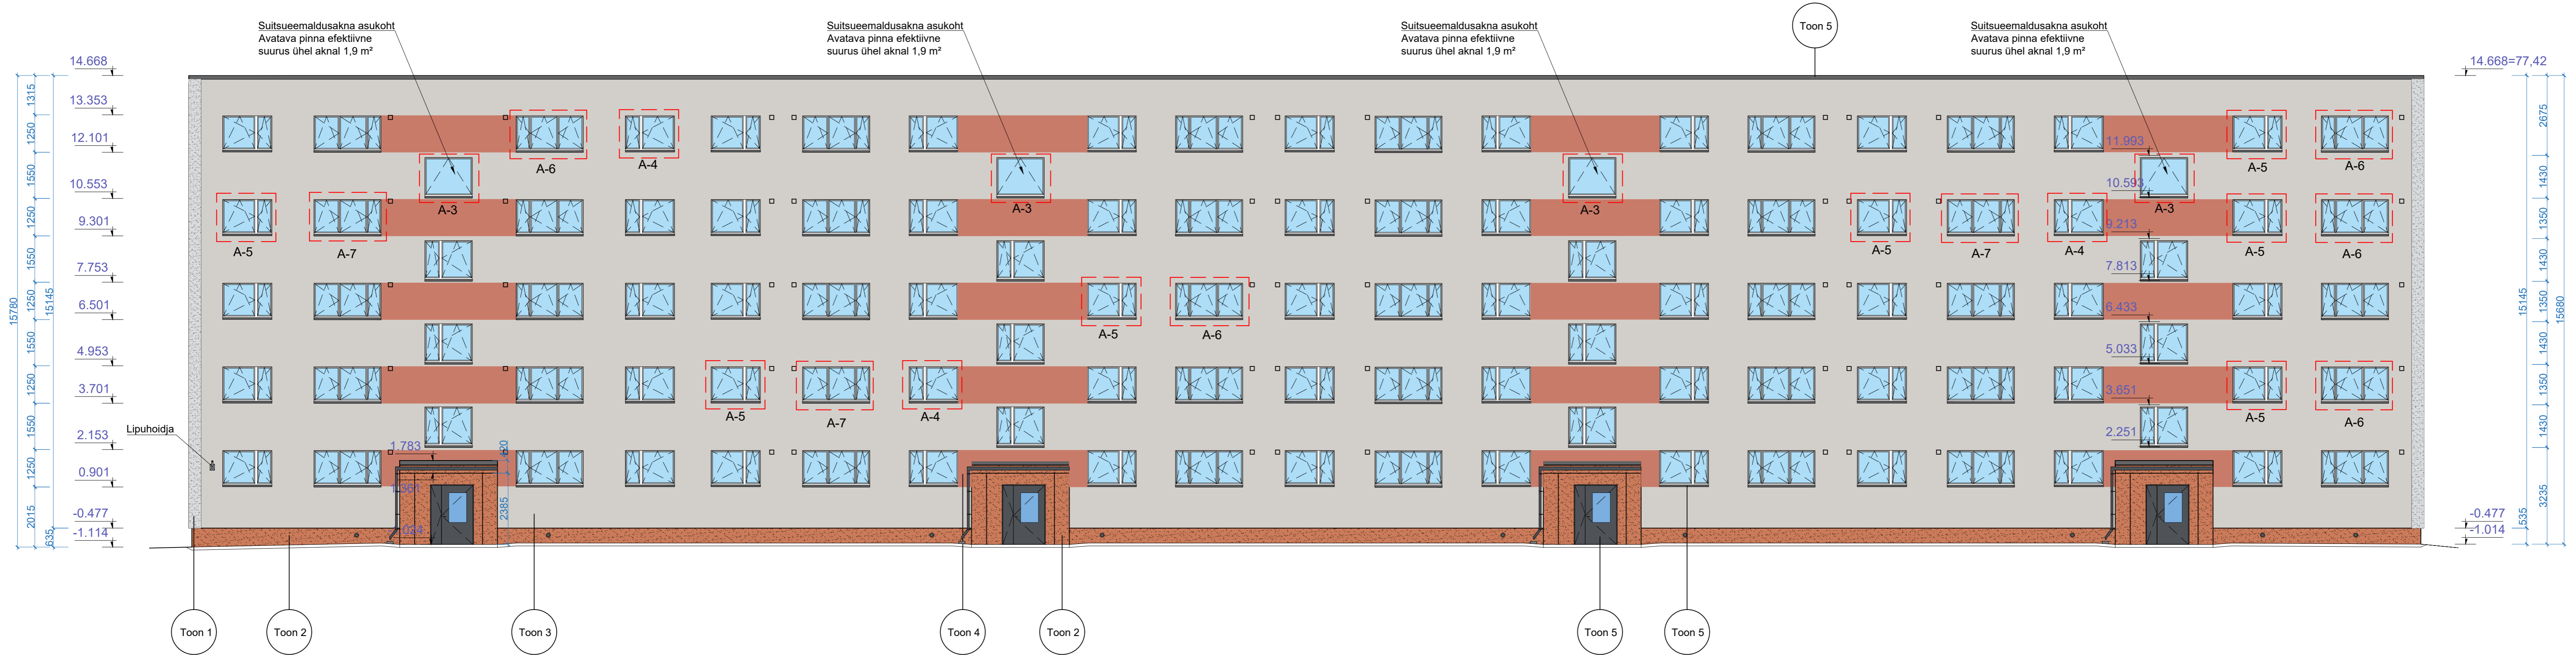 Suitsueemaldusakna asukoht
Avatava pinna efektiivne
suurus ühel aknal 1,9 m²
Suitsueemaldusakna asukoht
Avatava pinna efektiivne
suurus ühel aknal 1,9 m²
Suitsueemaldusakna asukoht
Avatava pinna efektiivne
suurus ühel aknal 1,9 m²
Toon 5
Suitsueemaldusakna asukoht
Avatava pinna efektiivne
suurus ühel aknal 1,9 m²
14.668
13.353
12.101
10.553
9.301
7.753
6.501
4.953
3.701
2.153
0.901
-0.477
-1.114
1315
1250
1550
1250
1550
1250
1550
1250
1550
1250
2015
15780
15145
635
Lipuhoidja
A-6
A-4
A-5
A-6
A-3
A-3
A-3
A-3
A-5
A-7
A-5
A-7
A-4
A-5
A-6
A-5
A-6
A-5
A-7
A-4
A-5
A-6
1.783
420
2385
11.993
10.593
9.213
7.813
6.433
5.033
3.651
2.251
14.668=77,42
2675
1430
1350
1430
1350
1430
1350
1430
3235
15145
15680
535
-0.477
-1.014
Toon 1
Toon 2
Toon 3
Toon 4
Toon 2
Toon 5
Toon 5